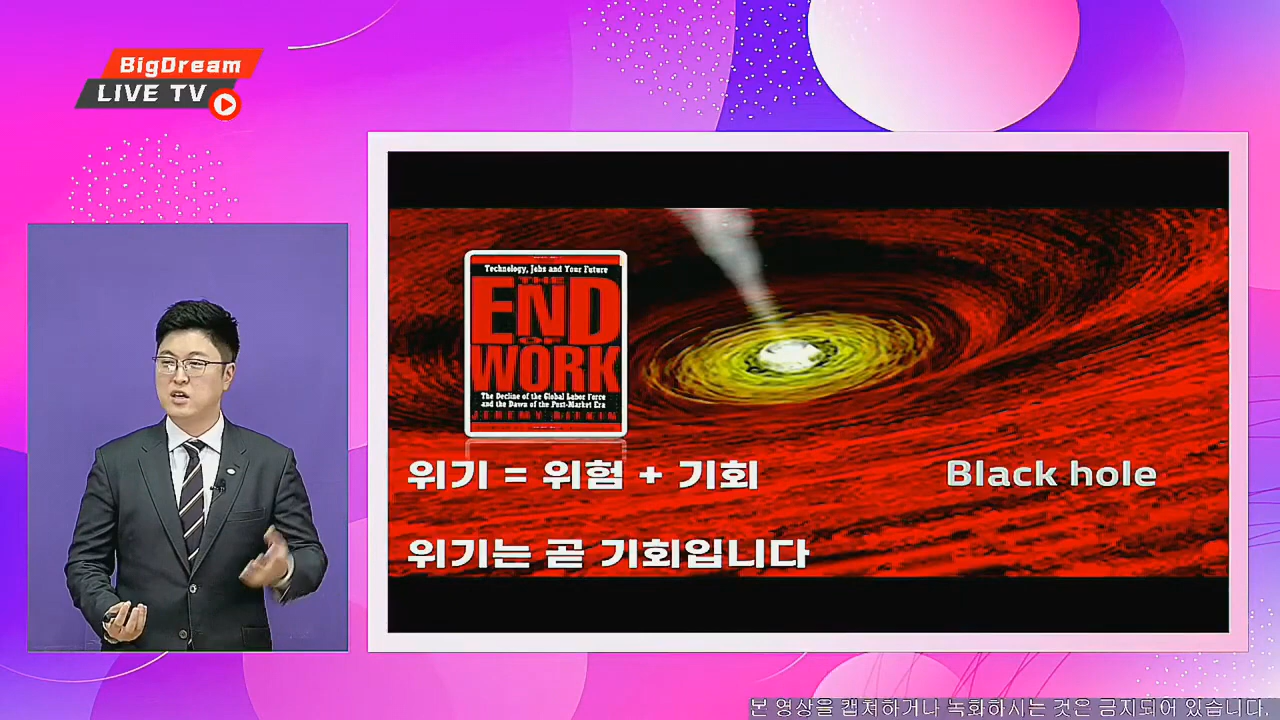 BigDream
LIVE TV
Technology, Jobs and Your Future
THE
END
OF
WORK
The Decline of the Global Labor Force
and the Dawn of the Post-Market Era
JEREMY RIFKIN
위기 = 위험 + 기회
Black hole
위기는 곧 기회입니다
본 영상을 캡쳐하거나 녹화하시는 것은 금지되어 있습니다.